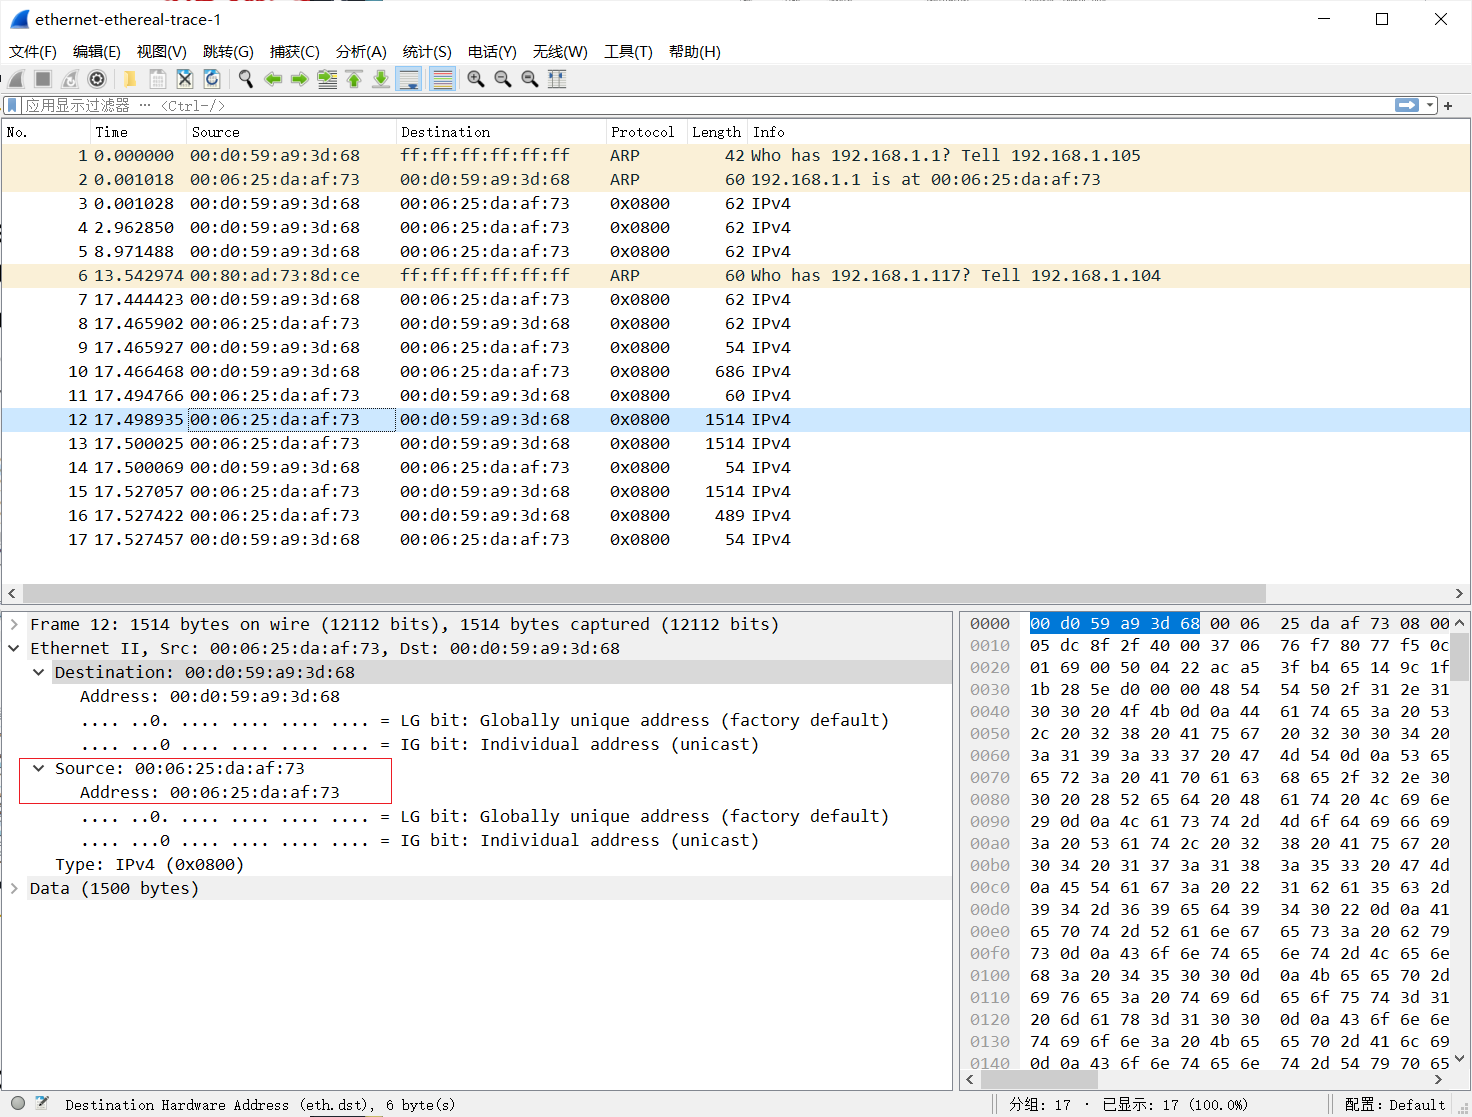 ethernet-ethereal-trace-1
文件(F) 编辑(E) 视图(V) 跳转(G) 捕获(C) 分析(A) 统计(S) 电话(Y) 无线(W) 工具(T) 帮助(H)
应用显示过滤器 ··· <Ctrl-/>
No. Time Source Destination Protocol Length Info
1 0.000000 00:d0:59:a9:3d:68 ff:ff:ff:ff:ff:ff ARP 42 Who has 192.168.1.1? Tell 192.168.1.105
2 0.001018 00:06:25:da:af:73 00:d0:59:a9:3d:68 ARP 60 192.168.1.1 is at 00:06:25:da:af:73
3 0.001028 00:d0:59:a9:3d:68 00:06:25:da:af:73 0x0800 62 IPv4
4 2.962850 00:d0:59:a9:3d:68 00:06:25:da:af:73 0x0800 62 IPv4
5 8.971488 00:d0:59:a9:3d:68 00:06:25:da:af:73 0x0800 62 IPv4
6 13.542974 00:80:ad:73:8d:ce ff:ff:ff:ff:ff:ff ARP 60 Who has 192.168.1.117? Tell 192.168.1.104
7 17.444423 00:d0:59:a9:3d:68 00:06:25:da:af:73 0x0800 62 IPv4
8 17.465902 00:06:25:da:af:73 00:d0:59:a9:3d:68 0x0800 62 IPv4
9 17.465927 00:d0:59:a9:3d:68 00:06:25:da:af:73 0x0800 54 IPv4
10 17.466468 00:d0:59:a9:3d:68 00:06:25:da:af:73 0x0800 686 IPv4
11 17.494766 00:06:25:da:af:73 00:d0:59:a9:3d:68 0x0800 60 IPv4
12 17.498935 00:06:25:da:af:73 00:d0:59:a9:3d:68 0x0800 1514 IPv4
13 17.500025 00:06:25:da:af:73 00:d0:59:a9:3d:68 0x0800 1514 IPv4
14 17.500069 00:d0:59:a9:3d:68 00:06:25:da:af:73 0x0800 54 IPv4
15 17.527057 00:06:25:da:af:73 00:d0:59:a9:3d:68 0x0800 1514 IPv4
16 17.527422 00:06:25:da:af:73 00:d0:59:a9:3d:68 0x0800 489 IPv4
17 17.527457 00:d0:59:a9:3d:68 00:06:25:da:af:73 0x0800 54 IPv4
Frame 12: 1514 bytes on wire (12112 bits), 1514 bytes captured (12112 bits)
Ethernet II, Src: 00:06:25:da:af:73, Dst: 00:d0:59:a9:3d:68
Destination: 00:d0:59:a9:3d:68
Address: 00:d0:59:a9:3d:68
.... ..0. .... .... .... .... = LG bit: Globally unique address (factory default)
.... ...0 .... .... .... .... = IG bit: Individual address (unicast)
Source: 00:06:25:da:af:73
Address: 00:06:25:da:af:73
.... ..0. .... .... .... .... = LG bit: Globally unique address (factory default)
.... ...0 .... .... .... .... = IG bit: Individual address (unicast)
Type: IPv4 (0x0800)
Data (1500 bytes)
0000 00 d0 59 a9 3d 68 00 06 25 da af 73 08 00
0010 05 dc 8f 2f 40 00 37 06 76 f7 80 77 f5 0c
0020 01 69 00 50 04 22 ac a5 3f b4 65 14 9c 1f
0030 1b 28 5e d0 00 00 48 54 54 50 2f 31 2e 31
0040 30 30 20 4f 4b 0d 0a 44 61 74 65 3a 20 53
0050 2c 20 32 38 20 41 75 67 20 32 30 30 34 20
0060 3a 31 39 3a 33 37 20 47 4d 54 0d 0a 53 65
0070 65 72 3a 20 41 70 61 63 68 65 2f 32 2e 30
0080 30 20 28 52 65 64 20 48 61 74 20 4c 69 6e
0090 29 0d 0a 4c 61 73 74 2d 4d 6f 64 69 66 69
00a0 3a 20 53 61 74 2c 20 32 38 20 41 75 67 20
00b0 30 34 20 31 37 3a 31 38 3a 35 33 20 47 4d
00c0 0a 45 54 61 67 3a 20 22 31 62 61 35 63 2d
00d0 39 34 2d 36 39 65 64 39 34 30 22 0d 0a 41
00e0 65 70 74 2d 52 61 6e 67 65 73 3a 20 62 79
00f0 73 0d 0a 43 6f 6e 74 65 6e 74 2d 4c 65 6e
0100 68 3a 20 34 35 30 30 0d 0a 4b 65 65 70 2d
0110 69 76 65 3a 20 74 69 6d 65 6f 75 74 3d 31
0120 20 6d 61 78 3d 31 30 30 0d 0a 43 6f 6e 6e
0130 74 69 6f 6e 3a 20 4b 65 65 70 2d 41 6c 69
0140 0d 0a 43 6f 6e 74 65 6e 74 2d 54 79 70 65
Destination Hardware Address (eth.dst), 6 byte(s) 分组: 17 · 已显示: 17 (100.0%) 配置: Default